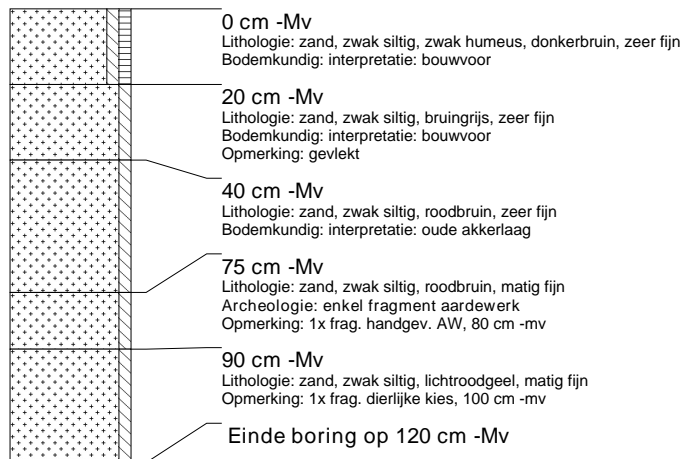 0 cm -Mv
Lithologie: zand, zwak siltig, zwak humeus, donkerbruin, zeer fijn
Bodemkundig: interpretatie: bouwvoor
20 cm -Mv
Lithologie: zand, zwak siltig, bruingrijs, zeer fijn
Bodemkundig: interpretatie: bouwvoor
Opmerking: gevlekt
40 cm -Mv
Lithologie: zand, zwak siltig, roodbruin, zeer fijn
Bodemkundig: interpretatie: oude akkerlaag
75 cm -Mv
Lithologie: zand, zwak siltig, roodbruin, matig fijn
Archeologie: enkel fragment aardewerk
Opmerking: 1x frag. handgev. AW, 80 cm -mv
90 cm -Mv
Lithologie: zand, zwak siltig, lichtroodgeel, matig fijn
Opmerking: 1x frag. dierlijke kies, 100 cm -mv
Einde boring op 120 cm -Mv